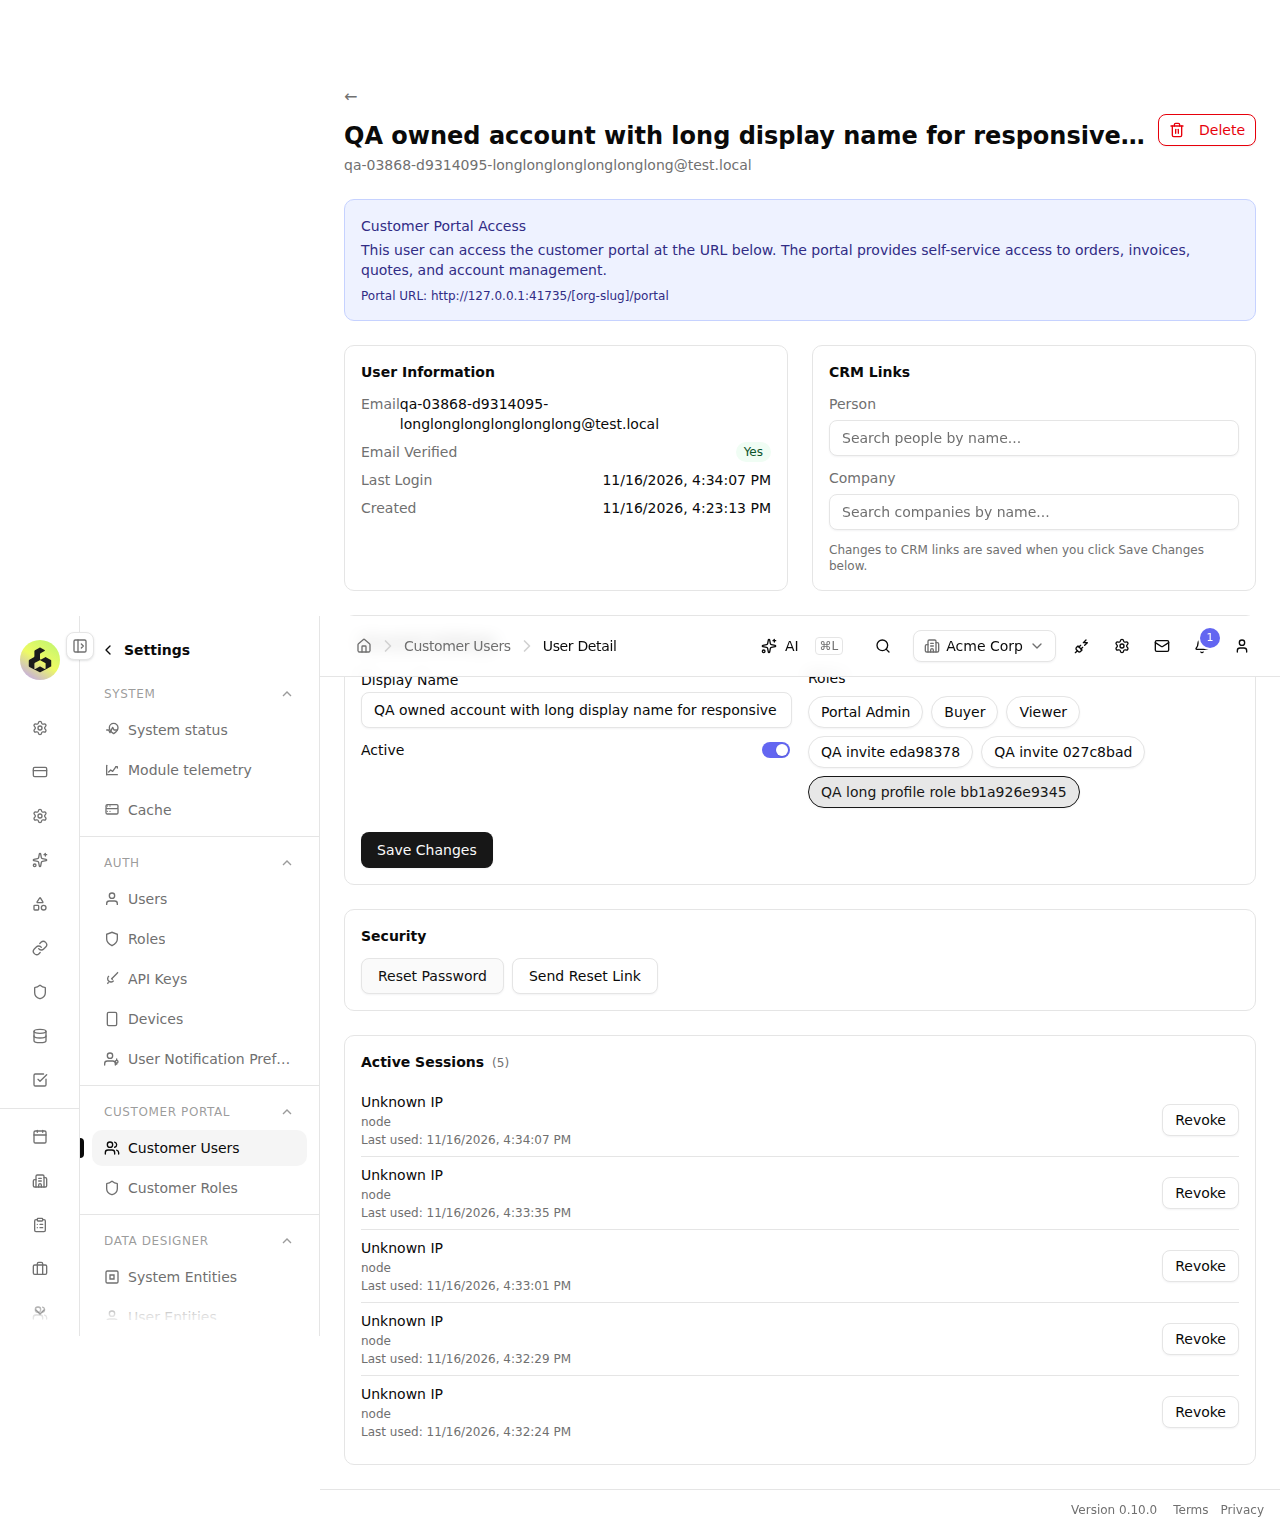 ←
QA owned account with long display name for responsive...
Delete
qa-03868-d9314095-longlonglonglonglonglong@test.local
Customer Portal Access
This user can access the customer portal at the URL below. The portal provides self-service access to orders, invoices,
quotes, and account management.
Portal URL: http://127.0.0.1:41735/[org-slug]/portal
User Information
Email qa-03868-d9314095-
longlonglonglonglonglong@test.local
Email Verified Yes
Last Login 11/16/2026, 4:34:07 PM
Created 11/16/2026, 4:23:13 PM
CRM Links
Person
Search people by name...
Company
Search companies by name...
Changes to CRM links are saved when you click Save Changes
below.
Customer Users User Detail
AI ⌘L
Acme Corp
1
Settings
SYSTEM
System status
Module telemetry
Cache
AUTH
Users
Roles
API Keys
Devices
User Notification Pref...
CUSTOMER PORTAL
Customer Users
Customer Roles
DATA DESIGNER
System Entities
User Entities
Display Name
QA owned account with long display name for responsive
Active
Roles
Portal Admin Buyer Viewer
QA invite eda98378 QA invite 027c8bad
QA long profile role bb1a926e9345
Save Changes
Security
Reset Password Send Reset Link
Active Sessions (5)
Unknown IP
node
Last used: 11/16/2026, 4:34:07 PM
Revoke
Unknown IP
node
Last used: 11/16/2026, 4:33:35 PM
Revoke
Unknown IP
node
Last used: 11/16/2026, 4:33:01 PM
Revoke
Unknown IP
node
Last used: 11/16/2026, 4:32:29 PM
Revoke
Unknown IP
node
Last used: 11/16/2026, 4:32:24 PM
Revoke
Version 0.10.0 Terms Privacy